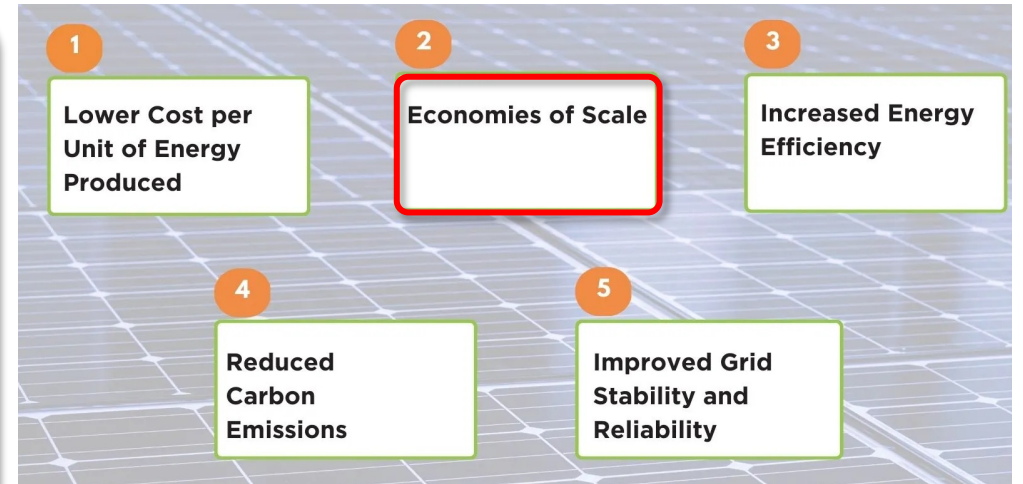 1
Lower Cost per
Unit of Energy
Produced
2
Economies of Scale
3
Increased Energy
Efficiency
4
Reduced
Carbon
Emissions
5
Improved Grid
Stability and
Reliability